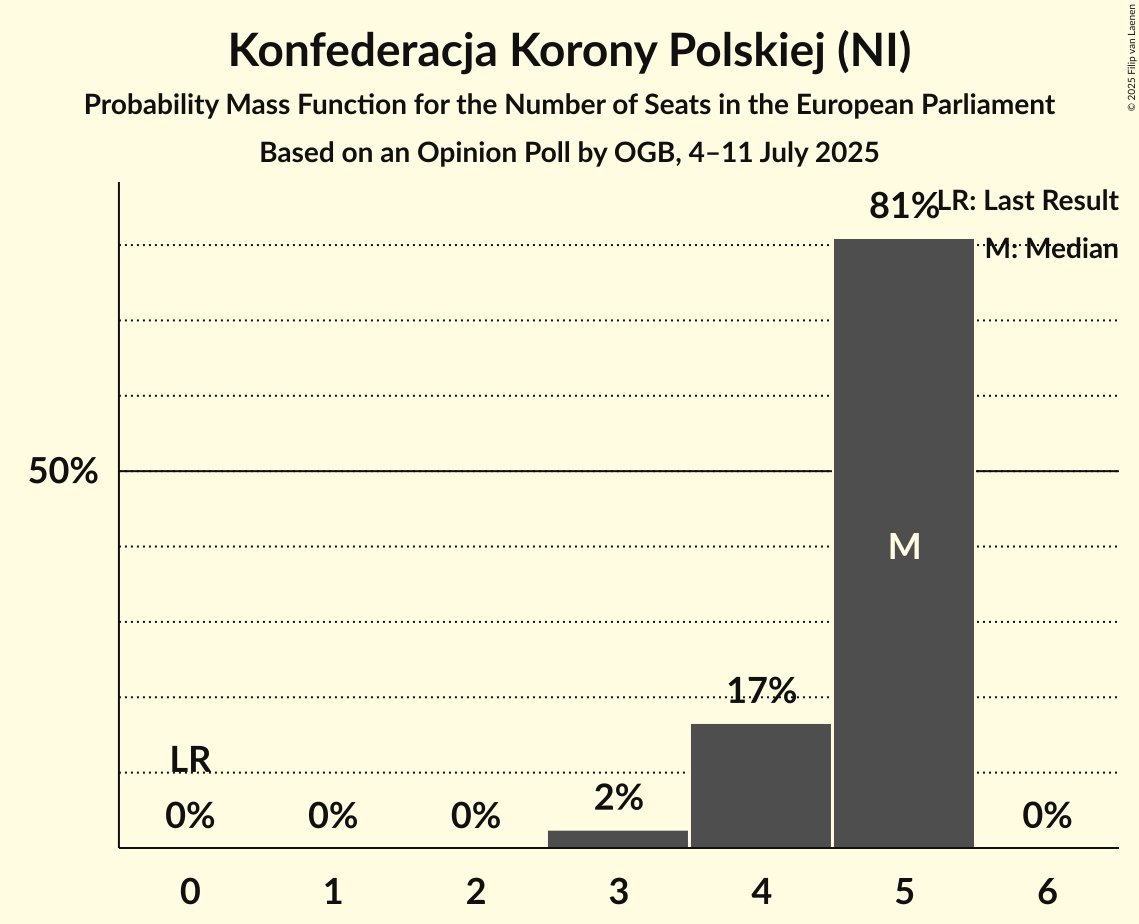 Konfederacja Korony Polskiej (NI)
Probability Mass Function for the Number of Seats in the European Parliament
Based on an Opinion Poll by OGB, 4–11 July 2025
© 2025 Filip van Laenen
81%
LR: Last Result
M: Median
50%
M
17%
LR
2%
0% 0% 0% 0%
0 1 2 3 4 5 6